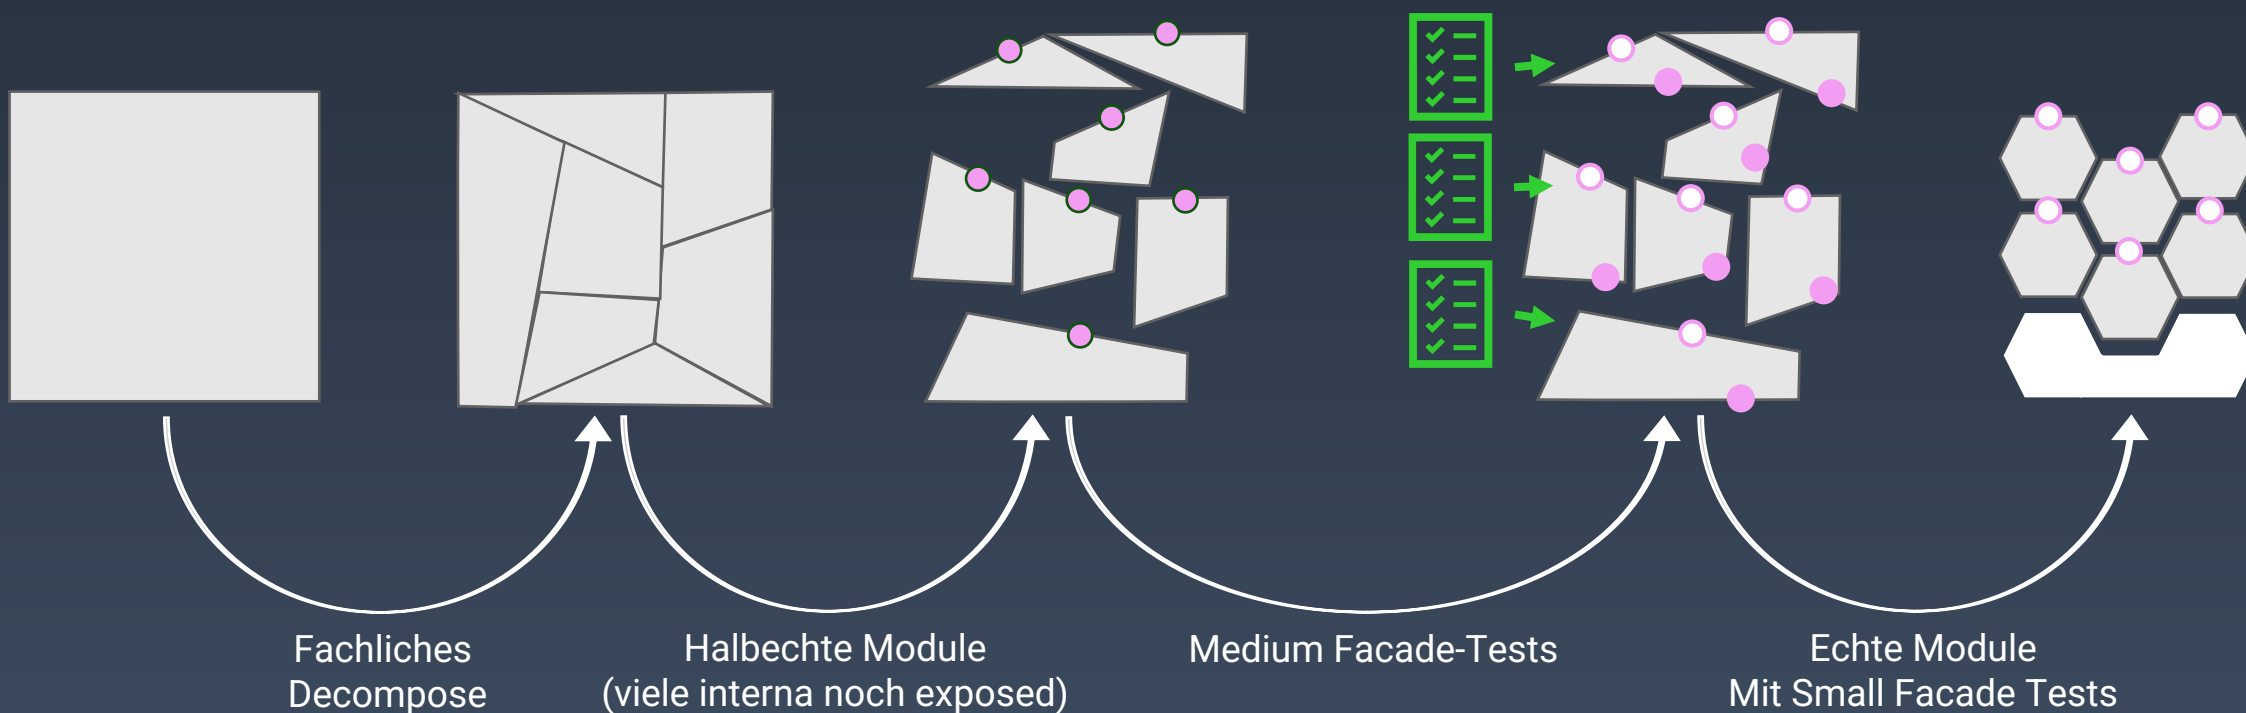 Fachliches
Decompose
Halbechte Module
(viele interna noch exposed)
Medium Facade-Tests
Echte Module
Mit Small Facade Tests